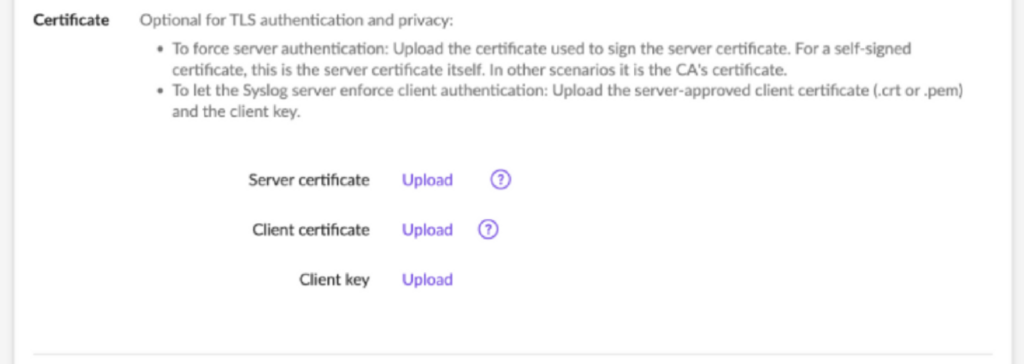 Certificate Optional for TLS authentication and privacy:
• To force server authentication: Upload the certificate used to sign the server certificate. For a self-signed
certificate, this is the server certificate itself. In other scenarios it is the CA's certificate.
• To let the Syslog server enforce client authentication: Upload the server-approved client certificate (.crt or .pem)
and the client key.
Server certificate Upload ?
Client certificate Upload ?
Client key Upload